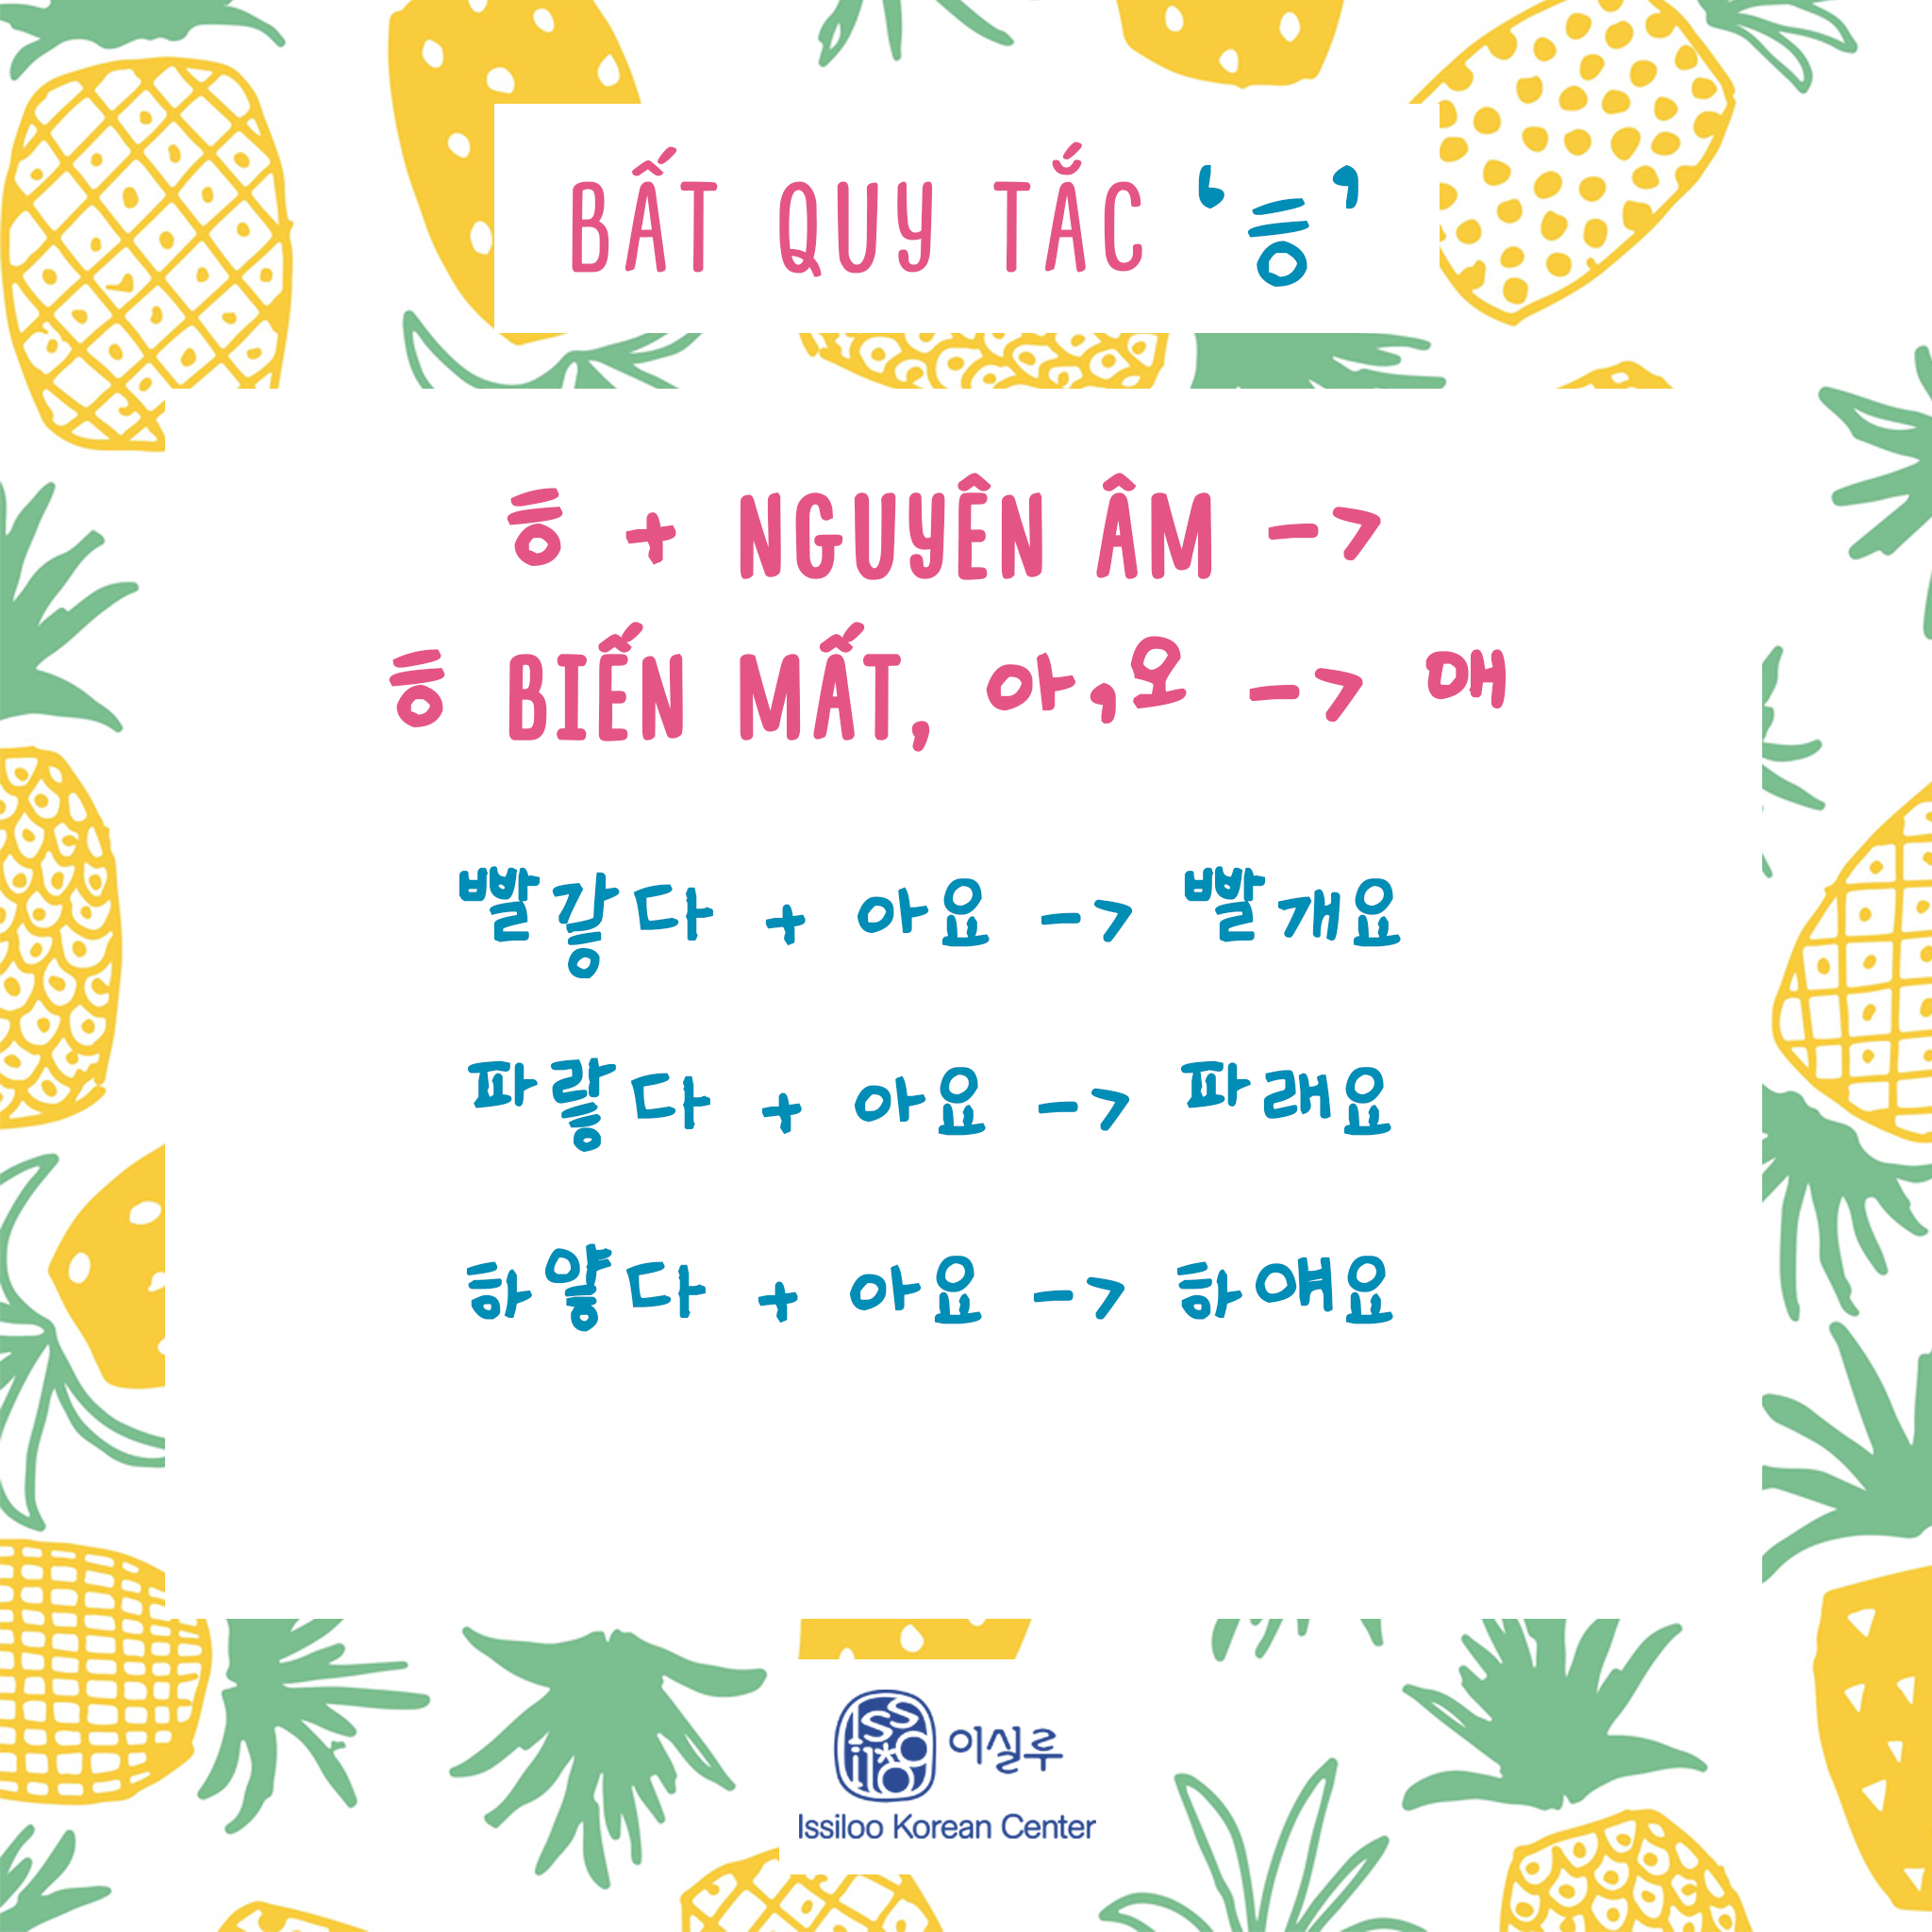 BẤT QUY TẮC ‘ㅎ’
ㅎ + NGUYÊN ÂM ->
ㅎ BIẾN MẤT, 아,오 -> 애
빨갛다 + 아요 -> 빨개요
파랗다 + 아요 -> 파래요
하얗다 + 아요 -> 하얘요
issiloo 이실루
Issiloo Korean Center